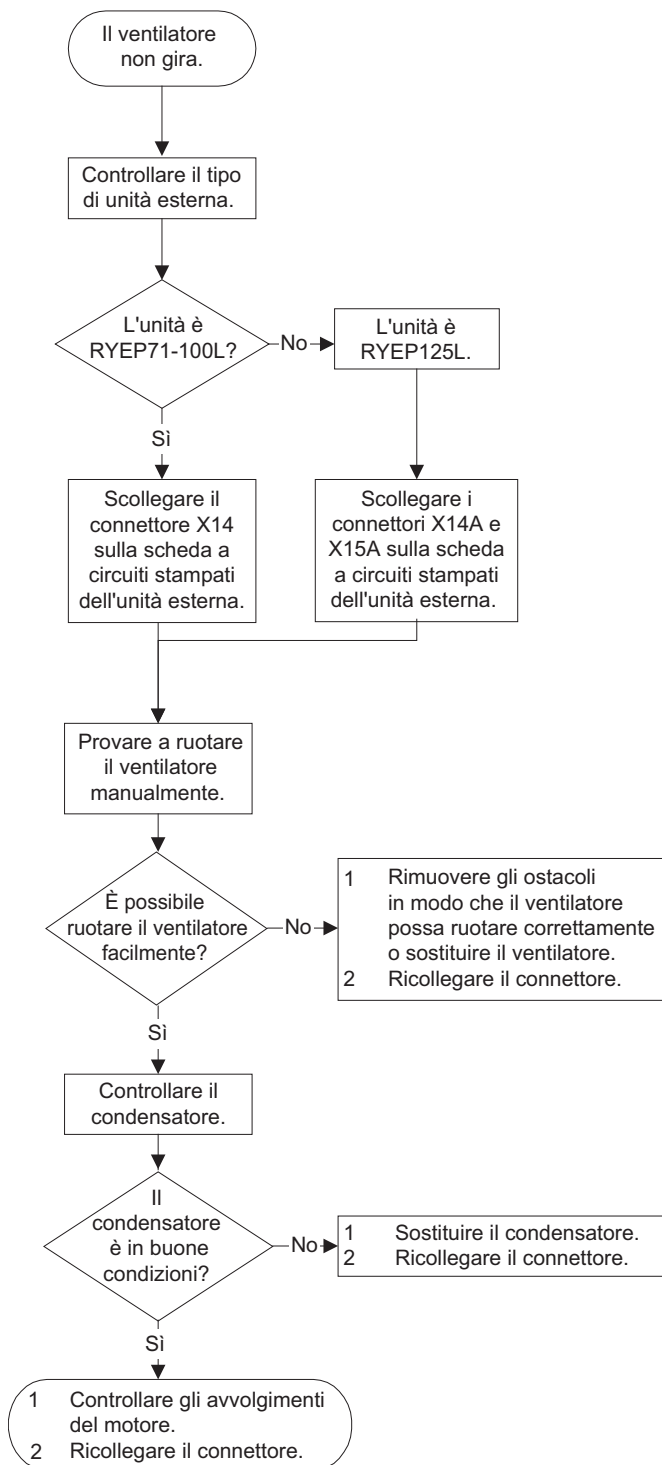 Il ventilatore
non gira.
Controllare il tipo
di unità esterna.
L'unità è
RYEP71-100L?
No
L'unità è
RYEP125L.
Sì
Scollegare il
connettore X14
sulla scheda a
circuiti stampati
dell'unità esterna.
Scollegare i
connettori X14A e
X15A sulla scheda
a circuiti stampati
dell'unità esterna.
Provare a ruotare
il ventilatore
manualmente.
È possibile
ruotare il ventilatore
facilmente?
No
1 Rimuovere gli ostacoli
in modo che il ventilatore
possa ruotare correttamente
o sostituire il ventilatore.
2 Ricollegare il connettore.
Sì
Controllare il
condensatore.
Il
condensatore
è in buone
condizioni?
No
1 Sostituire il condensatore.
2 Ricollegare il connettore.
Sì
1 Controllare gli avvolgimenti
del motore.
2 Ricollegare il connettore.